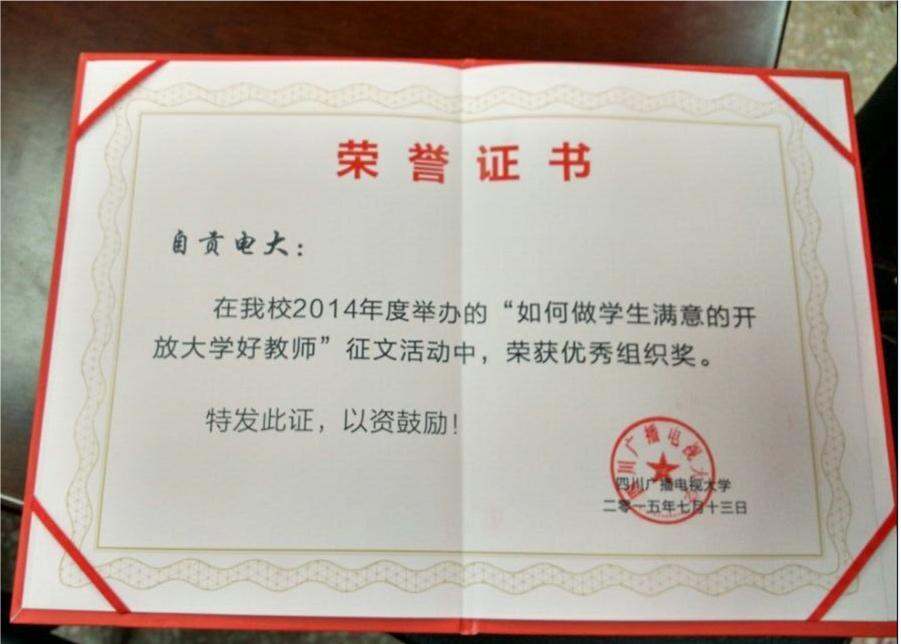 荣誉证书
自贡电大：
在我校2014年度举办的“如何做学生满意的开
放大学好教师”征文活动中，荣获优秀组织奖。
特发此证，以资鼓励！
四川广播电视大学
四川广播电视大学
二零一五年七月十三日